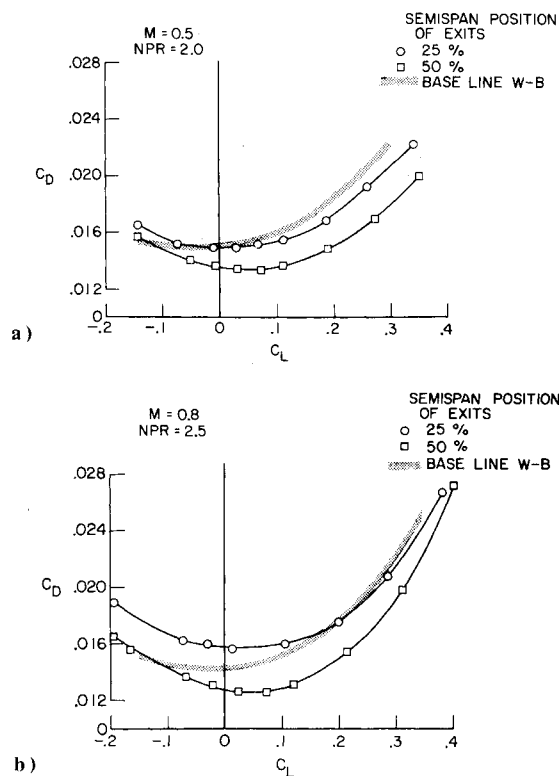 M = 0.5
NPR = 2.0
SEMISPAN POSITION
OF EXITS
25 %
50 %
BASE LINE W-B
.028
.024
.020
C_D
.016
.012
0
-.2
-.1
0
.1
.2
.3
.4
C_L
a)
M = 0.8
NPR = 2.5
SEMISPAN POSITION
OF EXITS
25 %
50 %
BASE LINE W-B
.028
.024
.020
C_D
.016
.012
0
-.2
-.1
0
.1
.2
.3
.4
C_L
b)